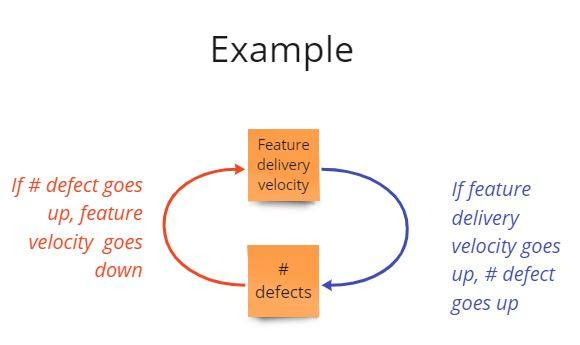 Example
Feature
delivery
velocity
If # defect goes
up, feature
velocity goes
down
If feature
delivery
velocity goes
up, # defect
goes up
#
defects